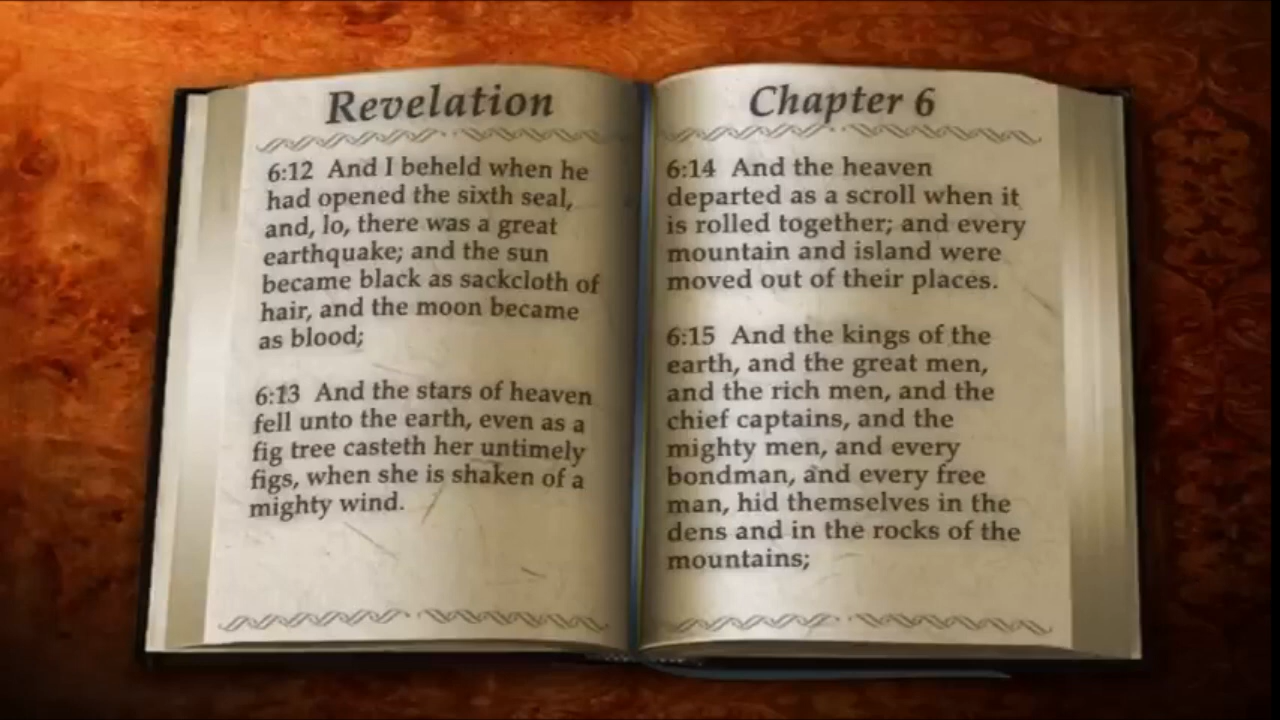 Revelation
6:12 And I beheld when he
had opened the sixth seal,
and, lo, there was a great
earthquake; and the sun
became black as sackcloth of
hair, and the moon became
as blood;
6:13 And the stars of heaven
fell unto the earth, even as a
fig tree casteth her untimely
figs, when she is shaken of a
mighty wind.
Chapter 6
6:14 And the heaven
departed as a scroll when it
is rolled together; and every
mountain and island were
moved out of their places.
6:15 And the kings of the
earth, and the great men,
and the rich men, and the
chief captains, and the
mighty men, and every
bondman, and every free
man, hid themselves in the
dens and in the rocks of the
mountains;